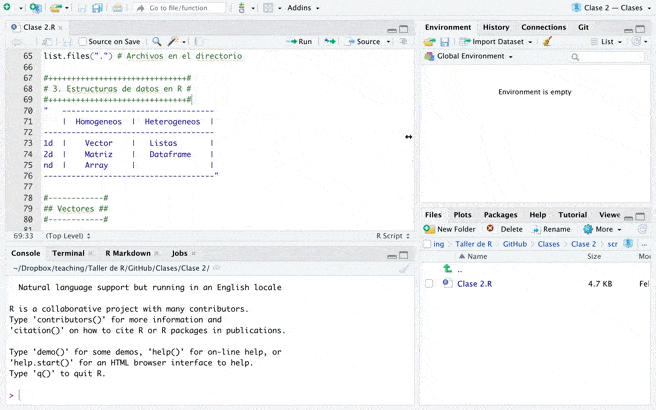 Go to file/function
Addins
Clase 2 — Clases
Clase 2.R
Source on Save
Run
Source
65 list.files(".") # Archivos en el directorio
66
67 #++++++++++++++++++++++++++++++#
68 # 3. Estructuras de datos en R #
69 #++++++++++++++++++++++++++++++#
70 " ----------------------------------
71 | Homogeneos | Heterogeneos |
72 --------------------------------------
73 1d | Vector | Listas |
74 2d | Matriz | Dataframe |
75 nd | Array | |
76 --------------------------------------"
77
78 #------------#
79 ## Vectores ##
80 #------------#
81
69:33 (Top Level) R Script
Console Terminal R Markdown Jobs
~/Dropbox/teaching/Taller de R/GitHub/Clases/Clase 2/
Natural language support but running in an English locale
R is a collaborative project with many contributors.
Type 'contributors()' for more information and
'citation()' on how to cite R or R packages in publications.
Type 'demo()' for some demos, 'help()' for on-line help, or
'help.start()' for an HTML browser interface to help.
Type 'q()' to quit R.
>
Environment History Connections Git
Import Dataset List
Global Environment
Environment is empty
Files Plots Packages Help Tutorial Viewe
New Folder Delete Rename More
ing Taller de R GitHub Clases Clase 2 scr ...
Name Size Mo
..
Clase 2.R 4.7 KB Fel